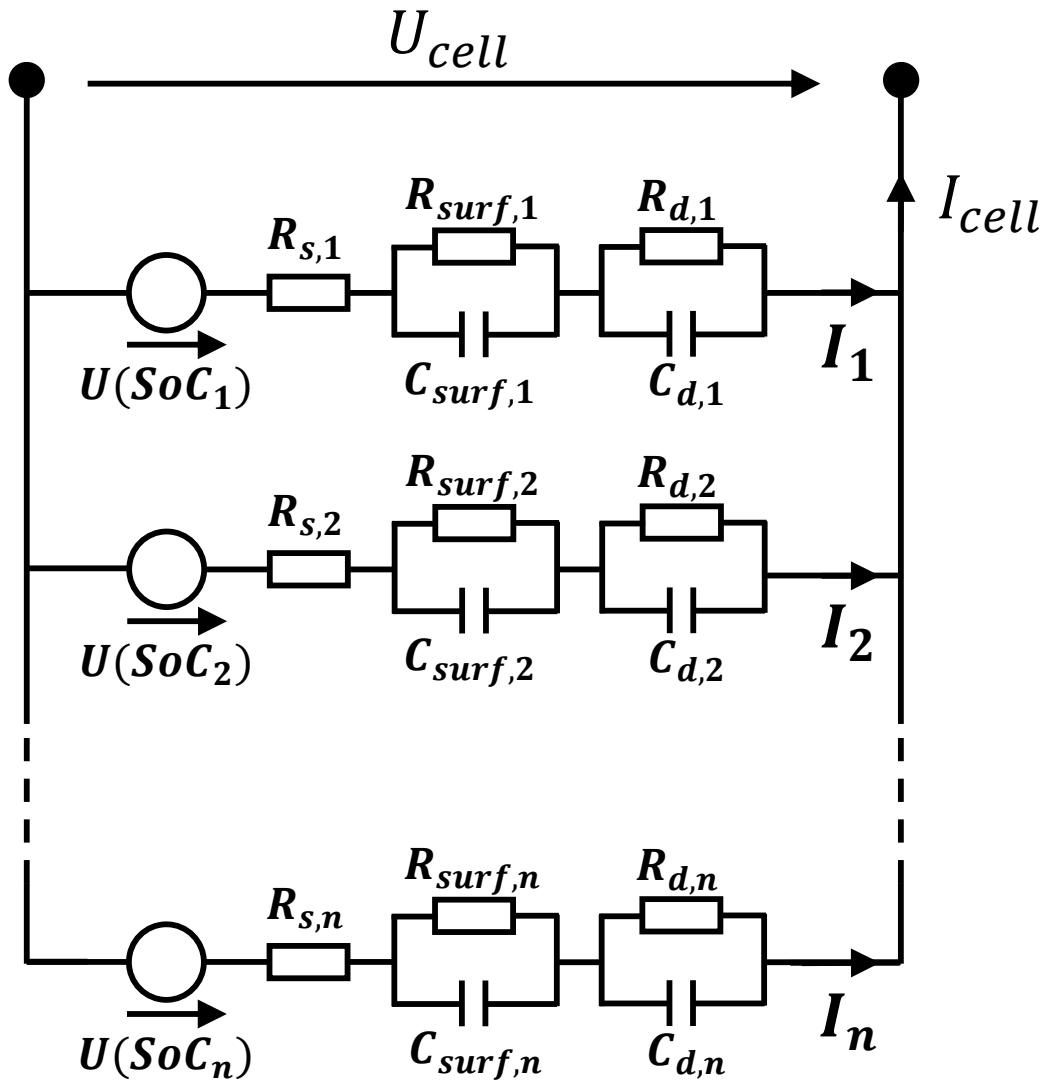 U_cell
I_cell
R_s,1
R_surf,1
R_d,1
U(SoC_1)
C_surf,1
C_d,1
I_1
R_s,2
R_surf,2
R_d,2
U(SoC_2)
C_surf,2
C_d,2
I_2
R_s,n
R_surf,n
R_d,n
U(SoC_n)
C_surf,n
C_d,n
I_n